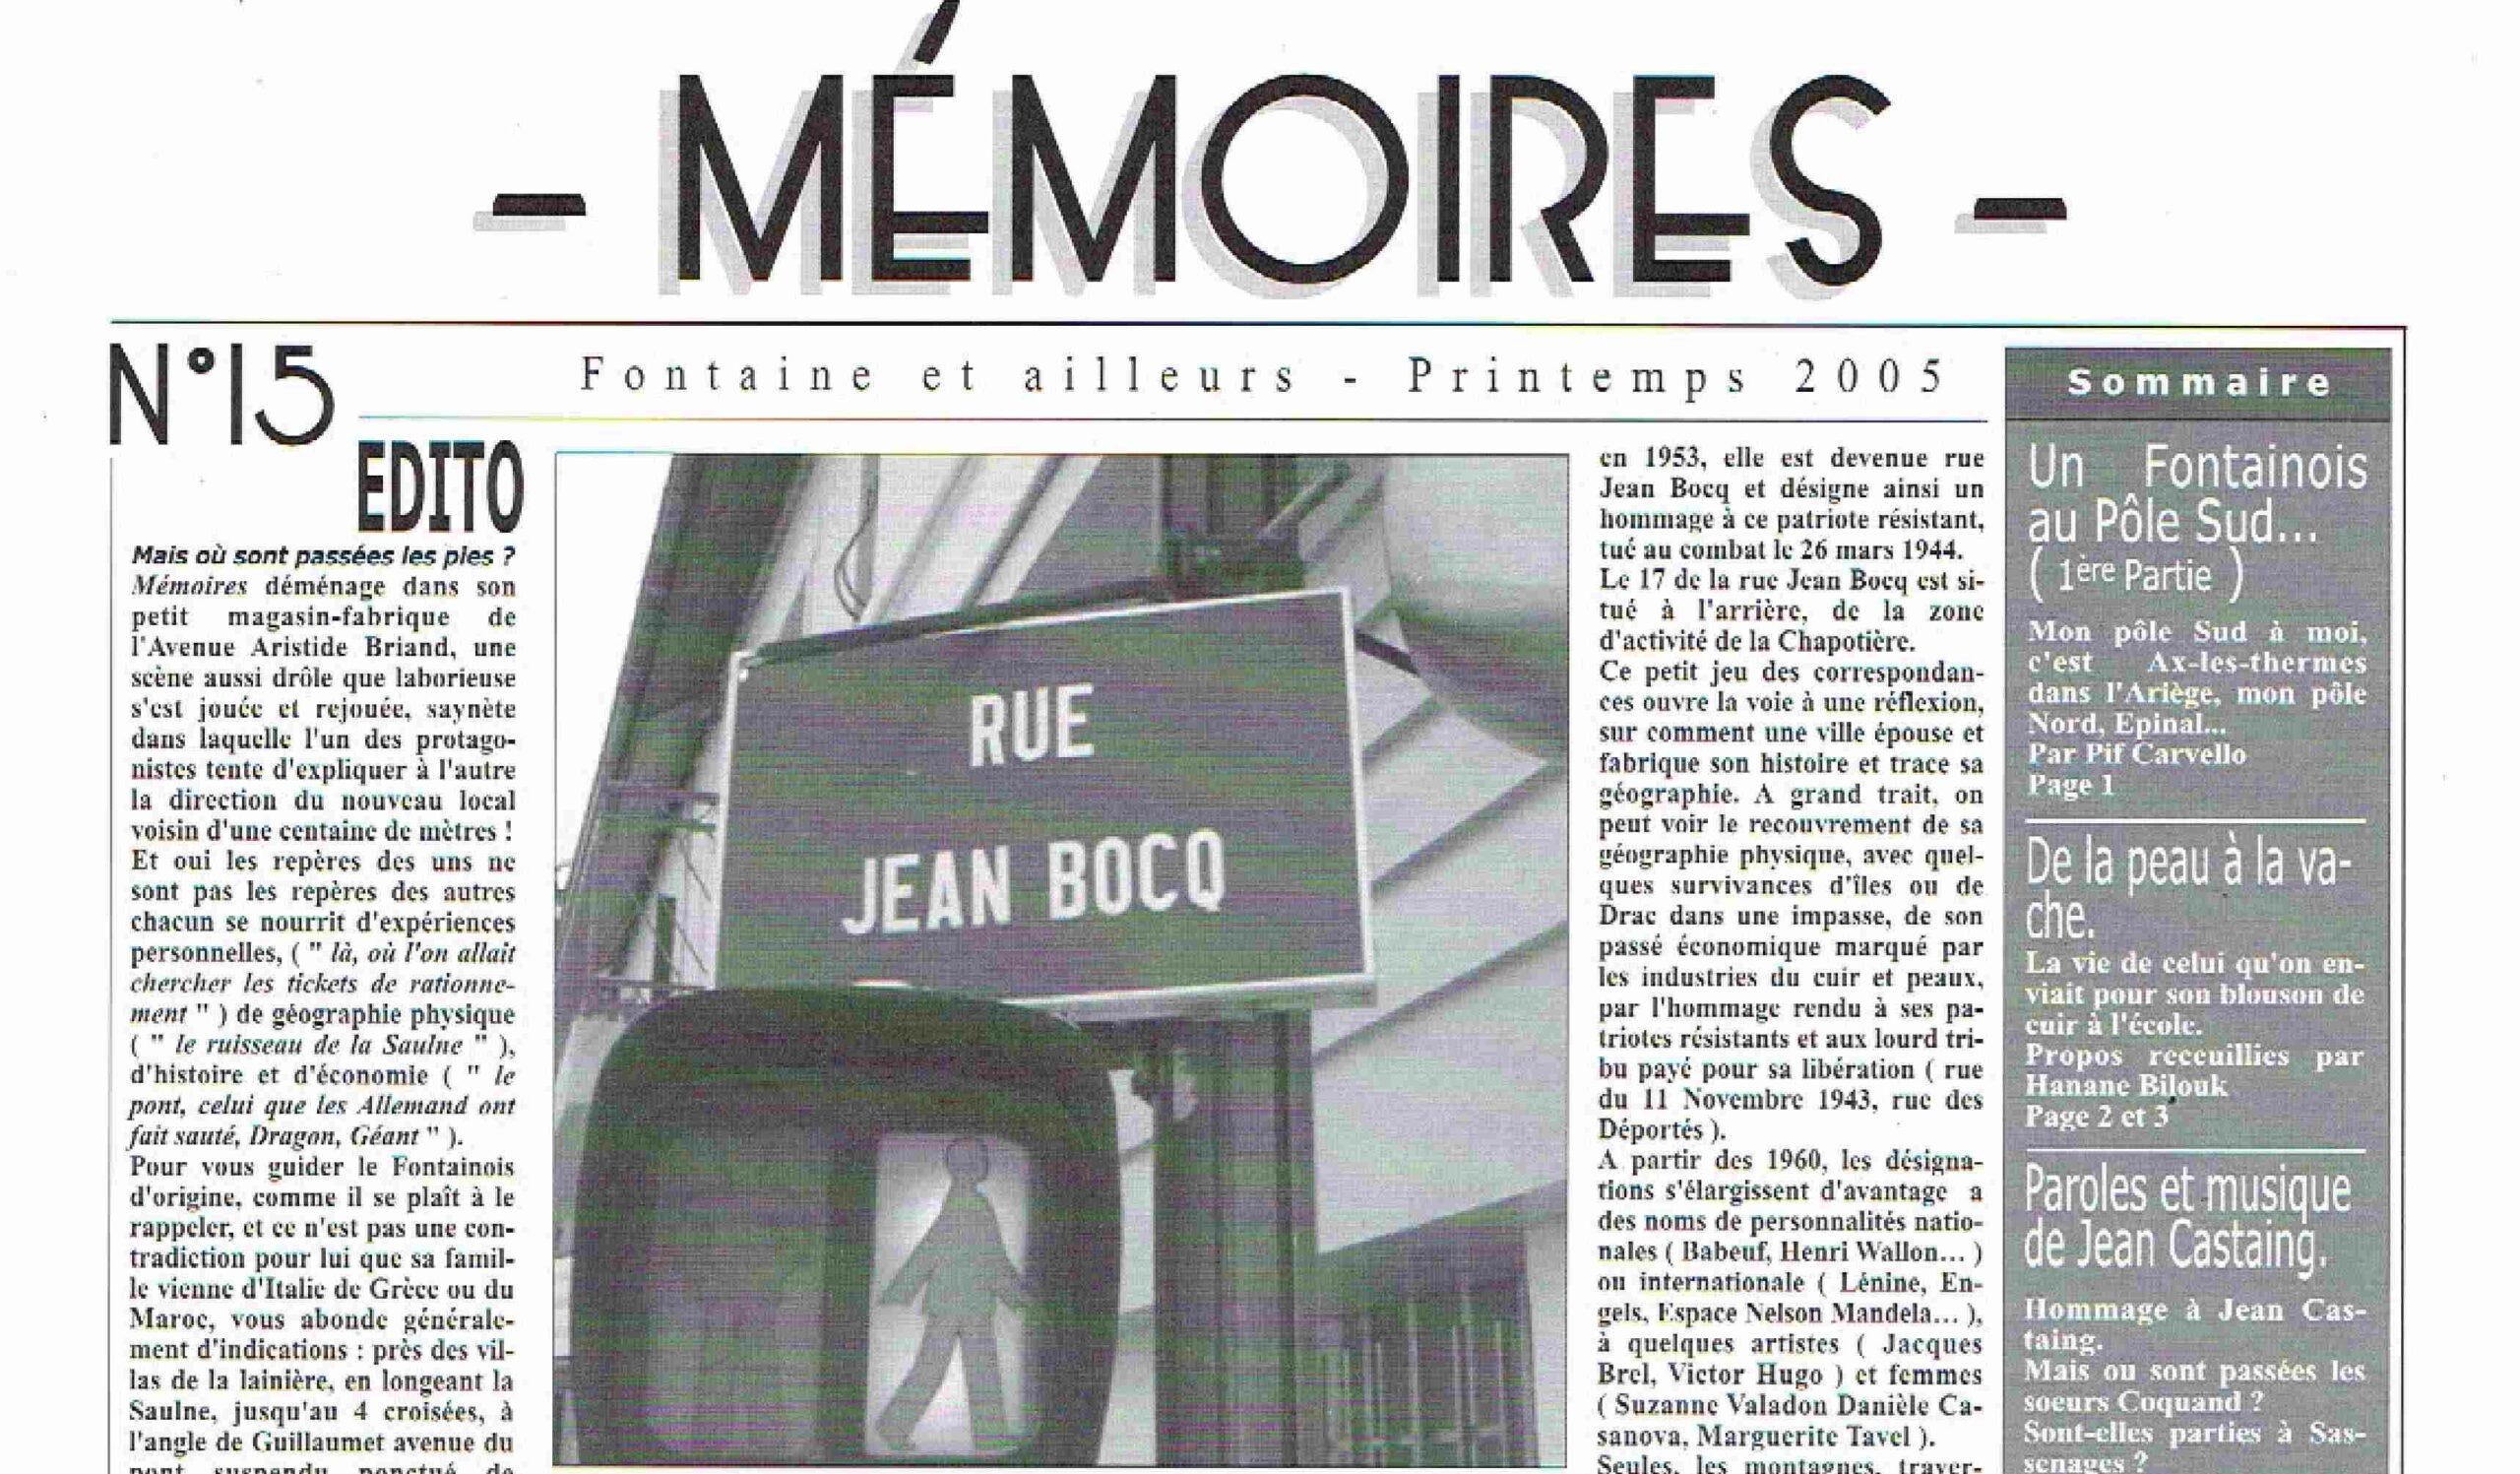 - MÉMOIRES -
N°15
Fontaine et ailleurs - Printemps 2005
EDITO
Mais où sont passées les pies ?
Mémoires déménage dans son
petit magasin-fabrique de
l'Avenue Aristide Briand, une
scène aussi drôle que laborieuse
s'est jouée et rejouée, saynète
dans laquelle l'un des protago-
nistes tente d'expliquer à l'autre
la direction du nouveau local
voisin d'une centaine de mètres !
Et oui les repères des uns ne
sont pas les repères des autres
chacun se nourrit d'expériences
personnelles, ( " là, où l'on allait
chercher les tickets de rationne-
ment " ) de géographie physique
( " le ruisseau de la Saulne " ),
d'histoire et d'économie ( " le
pont, celui que les Allemand ont
fait sauté, Dragon, Géant " ).
Pour vous guider le Fontainois
d'origine, comme il se plaît à le
rappeler, et ce n'est pas une con-
tradiction pour lui que sa famil-
le vienne d'Italie de Grèce ou du
Maroc, vous abonde générale-
ment d'indications : près des vil-
las de la lainière, en longeant la
Saulne, jusqu'au 4 croisées, à
l'angle de Guillaumet avenue du
pont suspendu ponctué de
RUE
JEAN BOCQ
en 1953, elle est devenue rue
Jean Bocq et désigne ainsi un
hommage à ce patriote résistant,
tué au combat le 26 mars 1944.
Le 17 de la rue Jean Bocq est si-
tué à l'arrière, de la zone
d'activité de la Chapotière.
Ce petit jeu des correspondan-
ces ouvre la voie à une réflexion,
sur comment une ville épouse et
fabrique son histoire et trace sa
géographie. A grand trait, on
peut voir le recouvrement de sa
géographie physique, avec quel-
ques survivances d'îles ou de
Drac dans une impasse, de son
passé économique marqué par
les industries du cuir et peaux,
par l'hommage rendu à ses pa-
triotes résistants et aux lourd tri-
bu payé pour sa libération ( rue
du 11 Novembre 1943, rue des
Déportés ).
A partir des 1960, les désigna-
tions s'élargissent d'avantage a
des noms de personnalités natio-
nales ( Babeuf, Henri Wallon... )
ou internationale ( Lénine, En-
gels, Espace Nelson Mandela... ),
à quelques artistes ( Jacques
Brel, Victor Hugo ) et femmes
( Suzanne Valadon Danièle Ca-
sanova, Marguerite Tavel ).
Seules, les montagnes, traver-
Sommaire
Un Fontainois
au Pôle Sud...
( 1ère Partie )
Mon pôle Sud à moi,
c'est Ax-les-thermes
dans l'Ariège, mon pôle
Nord, Epinal...
Par Pif Carvello
Page 1
De la peau à la va-
che.
La vie de celui qu'on en-
viait pour son blouson de
cuir à l'école.
Propos receuillies par
Hanane Bilouk
Page 2 et 3
Paroles et musique
de Jean Castaing.
Hommage à Jean Cas-
taing.
Mais ou sont passées les
soeurs Coquand ?
Sont-elles parties à Sas-
senages ?